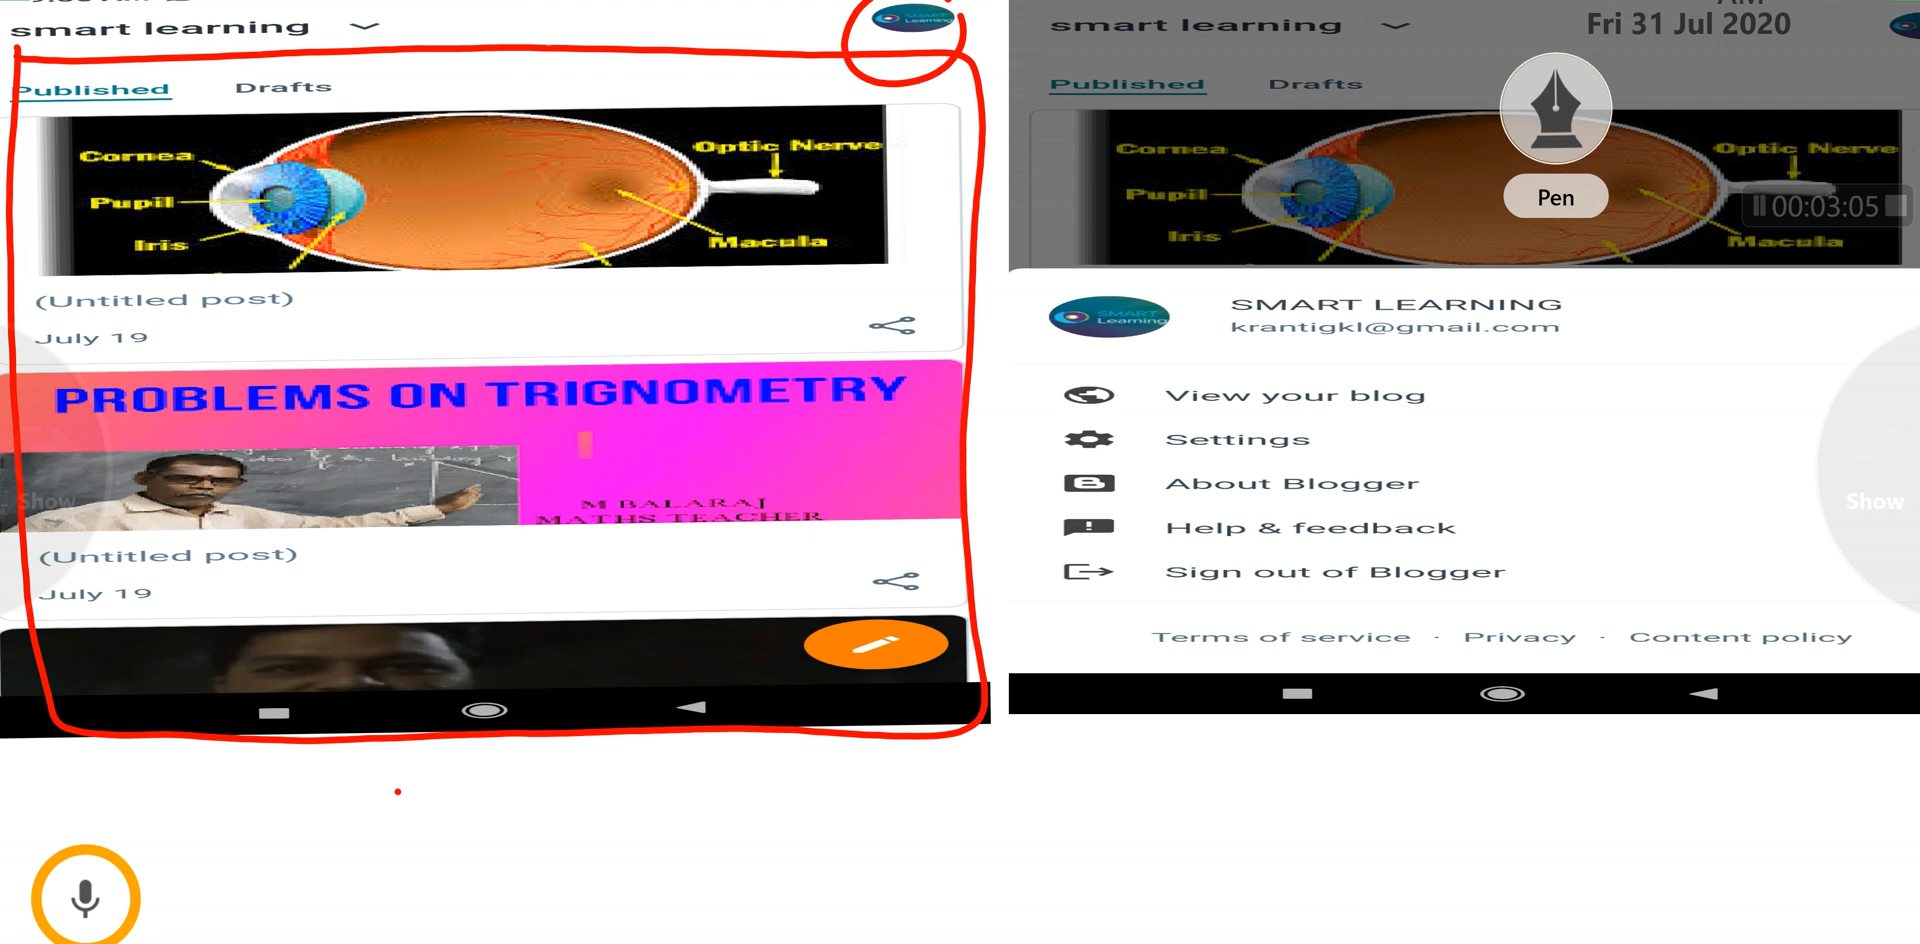 smart learning
Published Drafts
Cornea
Optic Nerve
Pupil
Iris
Macula
(Untitled post)
July 19
PROBLEMS ON TRIGNOMETRY
M BALARAJ
MATHS TEACHER
Show
(Untitled post)
July 19
smart learning
Fri 31 Jul 2020
Published Drafts
Cornea
Optic Nerve
Pupil
Pen
00:03:05
Iris
Macula
SMART Learning
SMART LEARNING
krantigkl@gmail.com
View your blog
Settings
About Blogger
Show
Help & feedback
Sign out of Blogger
Terms of service · Privacy · Content policy